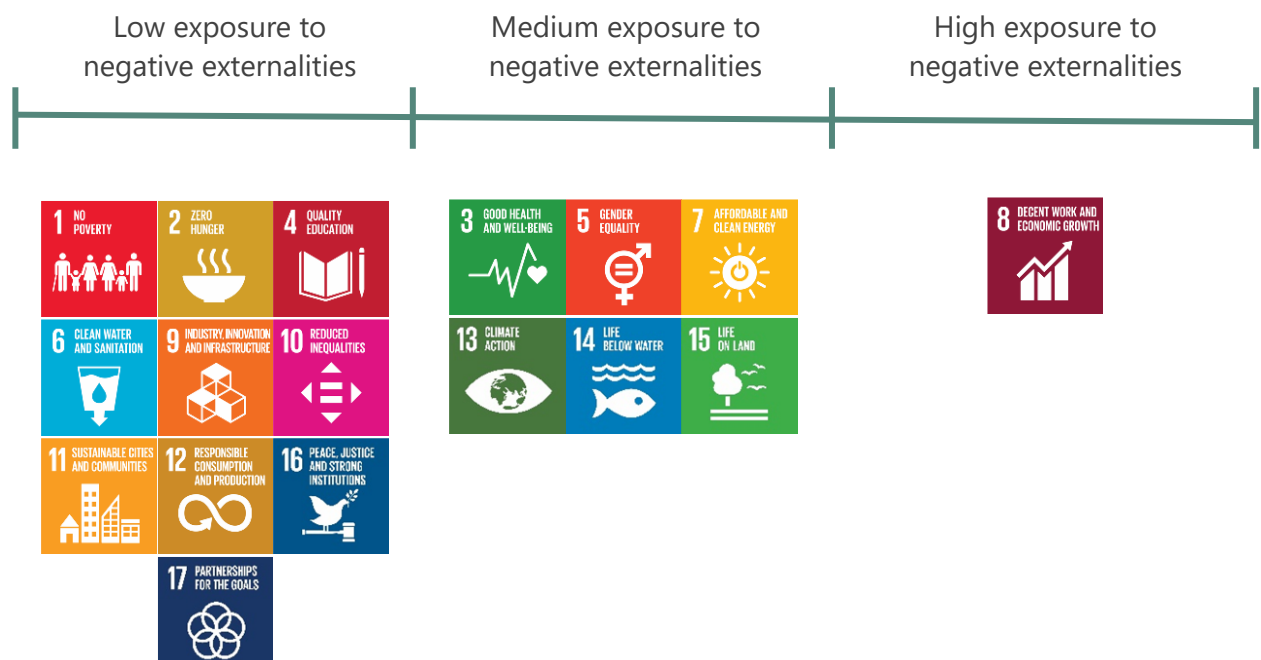 Low exposure to
negative externalities
Medium exposure to
negative externalities
High exposure to
negative externalities
1 NO
POVERTY
2 ZERO
HUNGER
4 QUALITY
EDUCATION
6 CLEAN WATER
AND SANITATION
9 INDUSTRY, INNOVATION
AND INFRASTRUCTURE
10 REDUCED
INEQUALITIES
11 SUSTAINABLE CITIES
AND COMMUNITIES
12 RESPONSIBLE
CONSUMPTION
AND PRODUCTION
16 PEACE, JUSTICE
AND STRONG
INSTITUTIONS
17 PARTNERSHIPS
FOR THE GOALS
3 GOOD HEALTH
AND WELL-BEING
5 GENDER
EQUALITY
7 AFFORDABLE AND
CLEAN ENERGY
13 CLIMATE
ACTION
14 LIFE
BELOW WATER
15 LIFE
ON LAND
8 DECENT WORK AND
ECONOMIC GROWTH